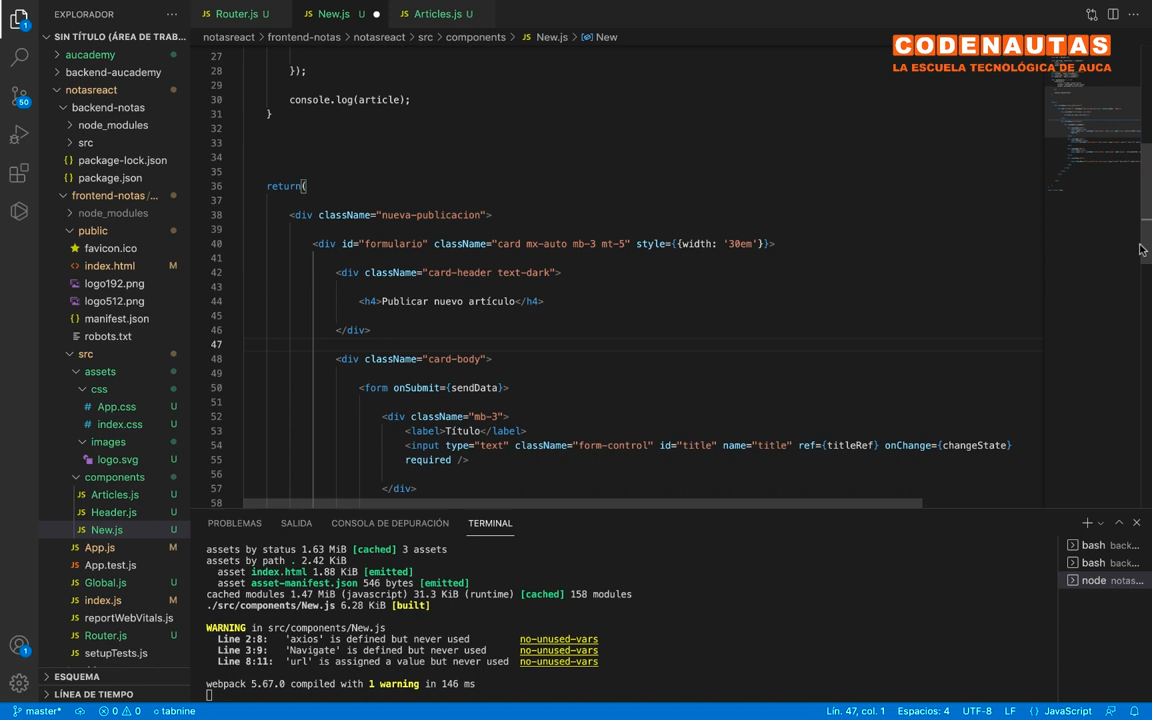 EXPLORADOR
SIN TÍTULO (ÁREA DE TRAB...
aucademy
backend-aucademy
notasreact
backend-notas
node_modules
src
package-lock.json
package.json
frontend-notas /...
node_modules
public
favicon.ico
index.html M
logo192.png
logo512.png
manifest.json
robots.txt
src
assets
css
App.css U
index.css U
images
logo.svg U
components
Articles.js U
Header.js U
New.js U
App.js M
App.test.js
Global.js U
index.js M
reportWebVitals.js
Router.js U
setupTests.js
ESQUEMA
LÍNEA DE TIEMPO
Router.js U
New.js U
Articles.js U
notasreact > frontend-notas > notasreact > src > components > New.js > New
CODENAUTAS
LA ESCUELA TECNOLÓGICA DE AUCA
27
28 });
29
30 console.log(article);
31 }
32
33
34
35
36 return(
37
38 <div className="nueva-publicacion">
39
40 <div id="formulario" className="card mx-auto mb-3 mt-5" style={{width: '30em'}}>
41
42 <div className="card-header text-dark">
43
44 <h4>Publicar nuevo artículo</h4>
45
46 </div>
47
48 <div className="card-body">
49
50 <form onSubmit={sendData}>
51
52 <div className="mb-3">
53 <label>Título</label>
54 <input type="text" className="form-control" id="title" name="title" ref={titleRef} onChange={changeState}
55 required />
56
57 </div>
58
PROBLEMAS SALIDA CONSOLA DE DEPURACIÓN TERMINAL
assets by status 1.63 MiB [cached] 3 assets
assets by path . 2.42 KiB
asset index.html 1.88 KiB [emitted]
asset asset-manifest.json 546 bytes [emitted]
cached modules 1.47 MiB (javascript) 31.3 KiB (runtime) [cached] 158 modules
./src/components/New.js 6.28 KiB [built]
WARNING in src/components/New.js
Line 2:8: 'axios' is defined but never used no-unused-vars
Line 3:9: 'Navigate' is defined but never used no-unused-vars
Line 8:11: 'url' is assigned a value but never used no-unused-vars
webpack 5.67.0 compiled with 1 warning in 146 ms
bash back...
bash back...
node notas...
1
50
1
master* 0 0 tabnine Lín. 47, col. 1 Espacios: 4 UTF-8 LF JavaScript